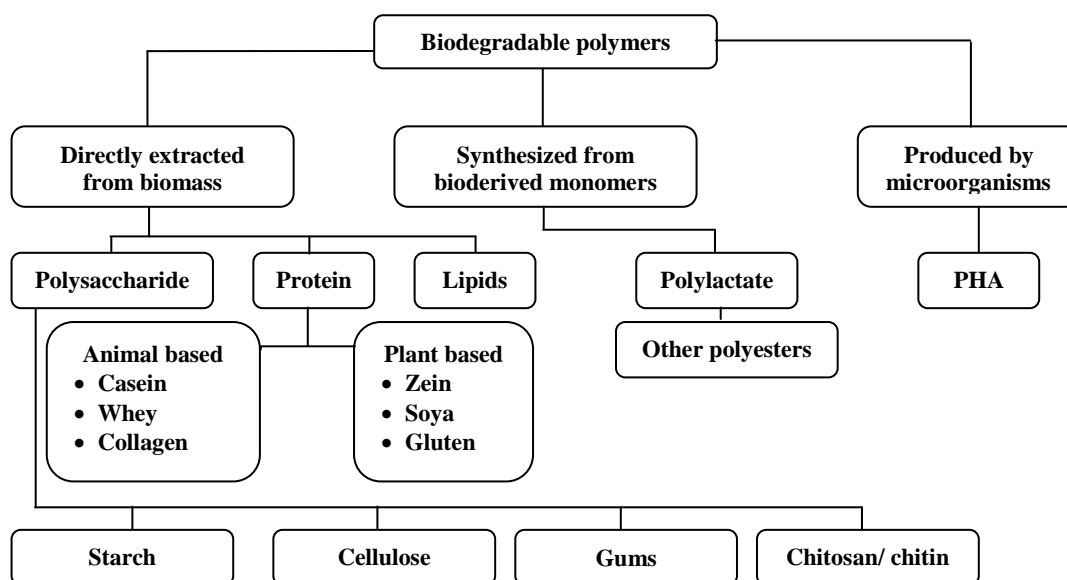 Biodegradable polymers
Directly extracted
from biomass
Synthesized from
bioderived monomers
Produced by
microorganisms
Polysaccharide
Protein
Lipids
Polylactate
PHA
Other polyesters
Animal based
• Casein
• Whey
• Collagen
Plant based
• Zein
• Soya
• Gluten
Starch
Cellulose
Gums
Chitosan/ chitin